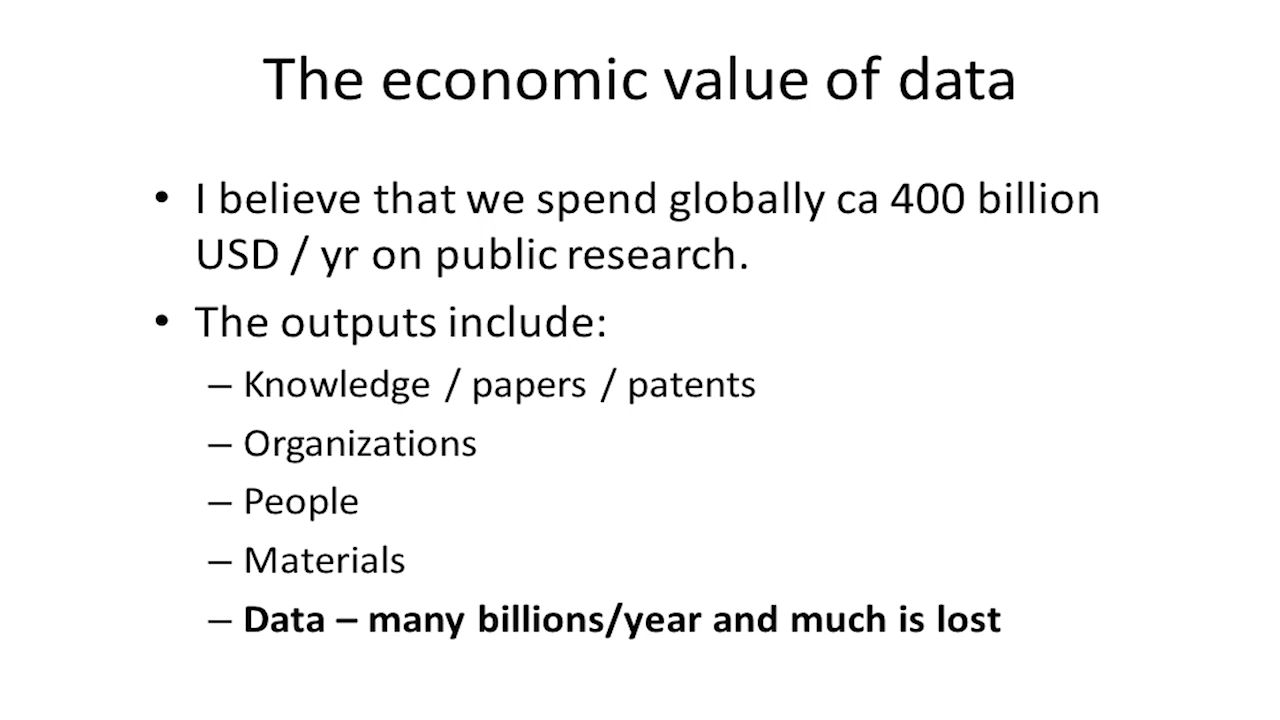 The economic value of data
• I believe that we spend globally ca 400 billion
USD / yr on public research.
• The outputs include:
– Knowledge / papers / patents
– Organizations
– People
– Materials
– Data – many billions/year and much is lost